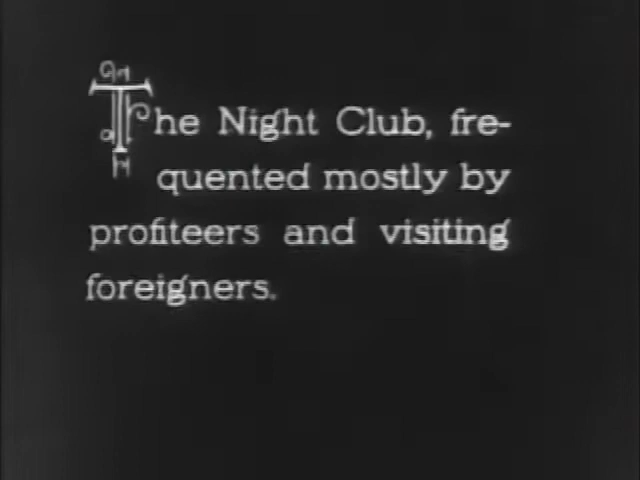 The Night Club, fre-
quented mostly by
profiteers and visiting
foreigners.